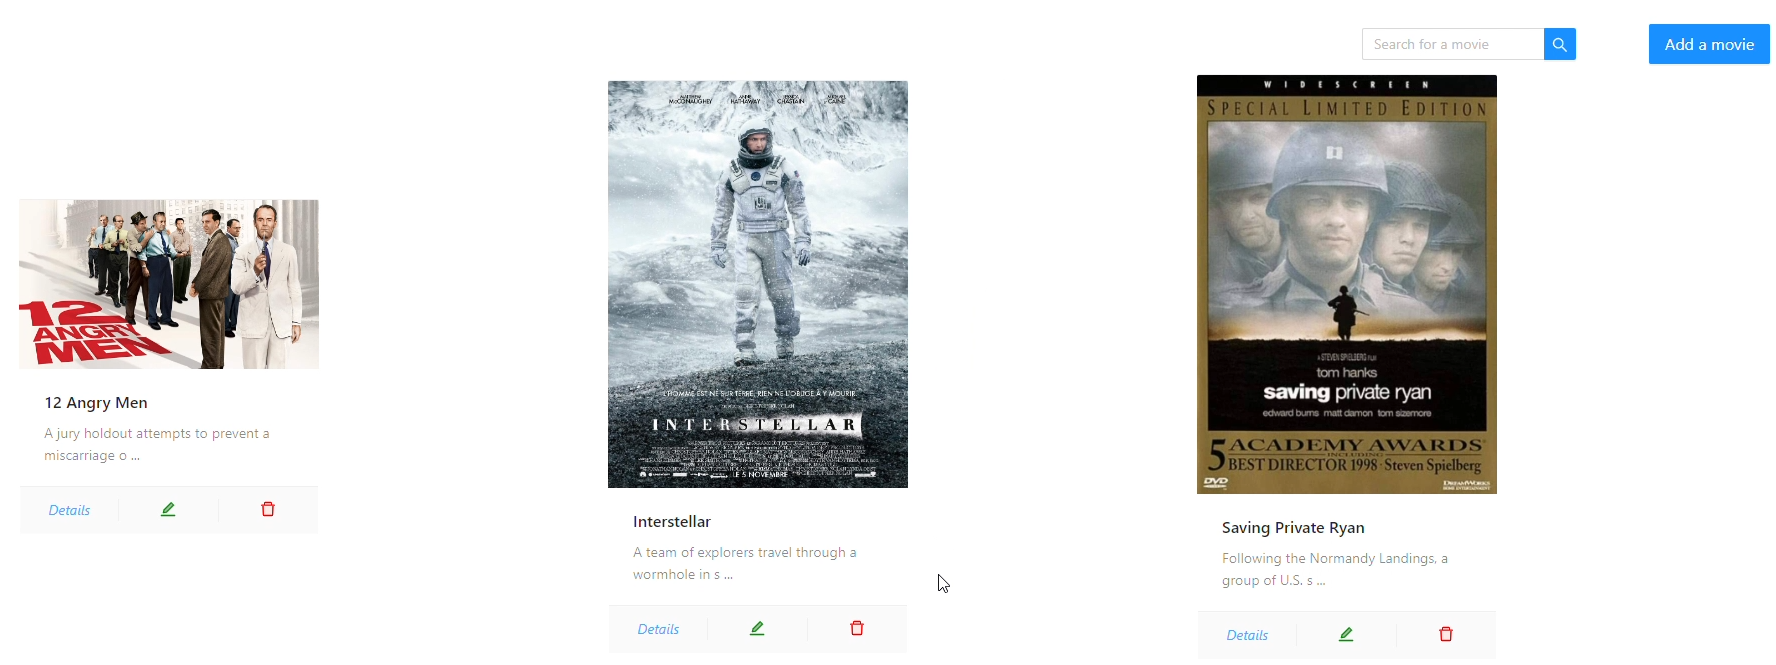 Search for a movie
Add a movie
12
ANGRY
MEN
12 Angry Men
A jury holdout attempts to prevent a
miscarriage o ...
Details
MATTHEW McCONAUGHEY ANNE HATHAWAY JESSICA CHASTAIN MICHAEL CAINE
L'HOMME EST NÉ SUR TERRE, RIEN NE L'OBLIGE À Y MOURIR.
INTERSTELLAR
LE 5 NOVEMBRE
Interstellar
A team of explorers travel through a
wormhole in s ...
Details
WIDESCREEN
SPECIAL LIMITED EDITION
A STEVEN SPIELBERG FILM
tom hanks
saving private ryan
edward burns matt damon tom sizemore
5 ACADEMY AWARDS
INCLUDING
BEST DIRECTOR 1998 - Steven Spielberg
DVD
DREAMWORKS
HOME ENTERTAINMENT
Saving Private Ryan
Following the Normandy Landings, a
group of U.S. s ...
Details